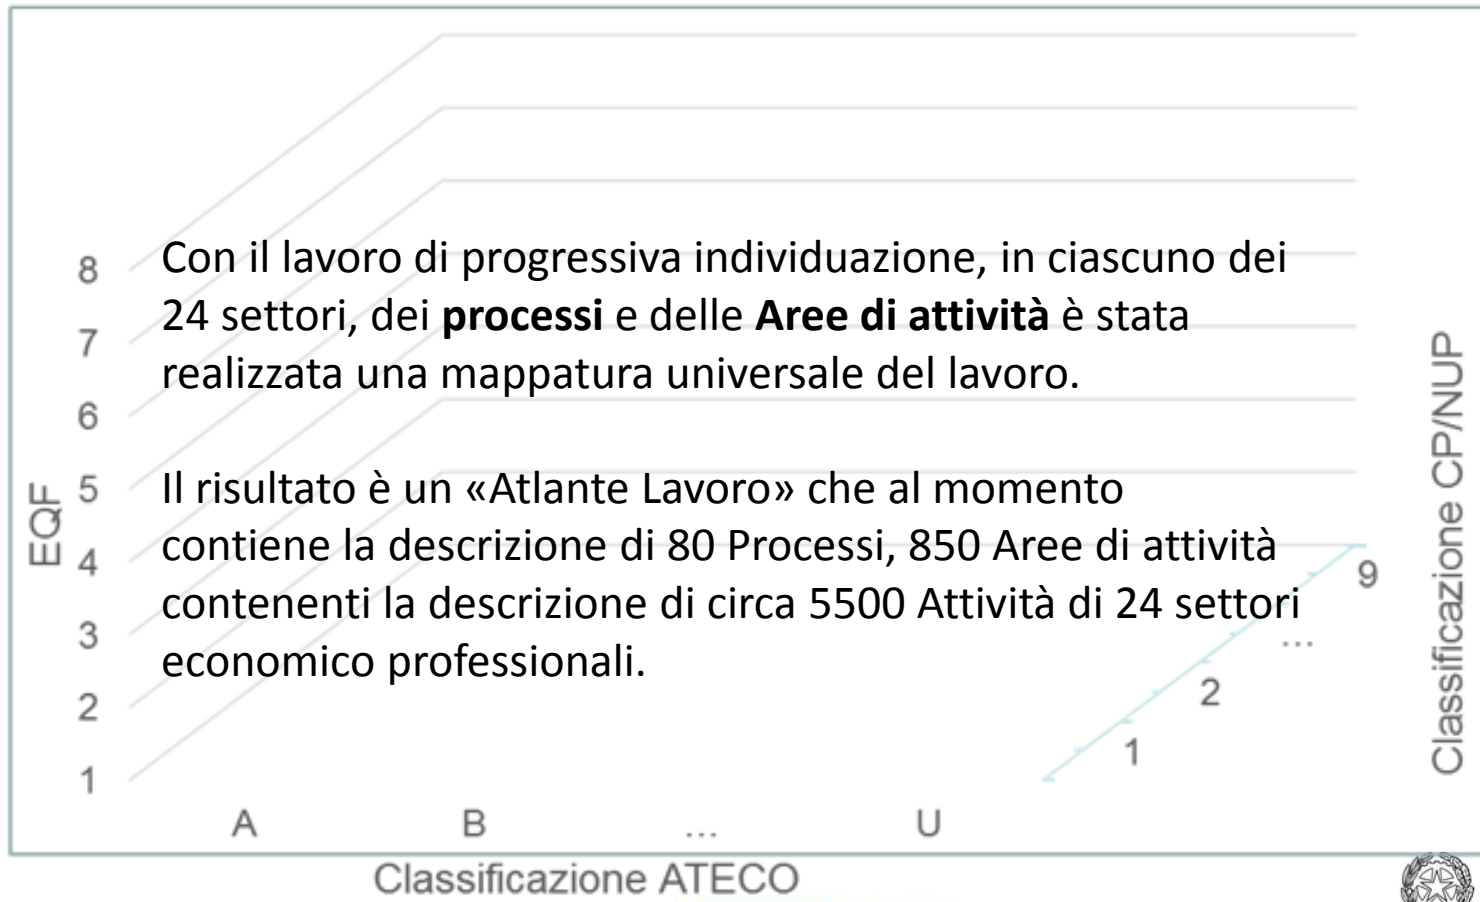 Con il lavoro di progressiva individuazione, in ciascuno dei
24 settori, dei processi e delle Aree di attività è stata
realizzata una mappatura universale del lavoro.
Il risultato è un «Atlante Lavoro» che al momento
contiene la descrizione di 80 Processi, 850 Aree di attività
contenenti la descrizione di circa 5500 Attività di 24 settori
economico professionali.
EQF
8
7
6
5
4
3
2
1
A B ... U
Classificazione ATECO
1
2
...
9
Classificazione CP/NUP